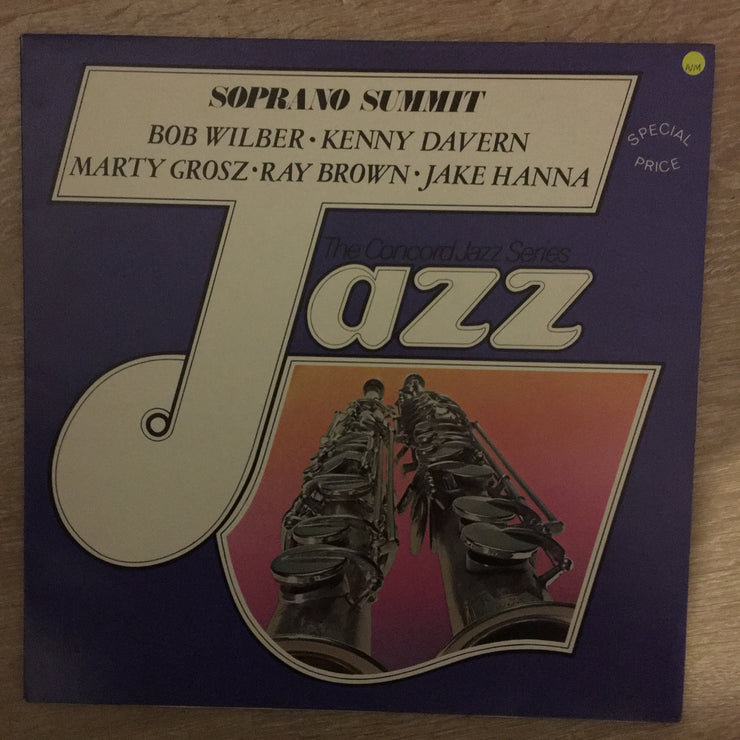 SOPRANO SUMMIT
BOB WILBER · KENNY DAVERN
MARTY GROSZ · RAY BROWN · JAKE HANNA
NM
SPECIAL
PRICE
The Concord Jazz Series
Jazz